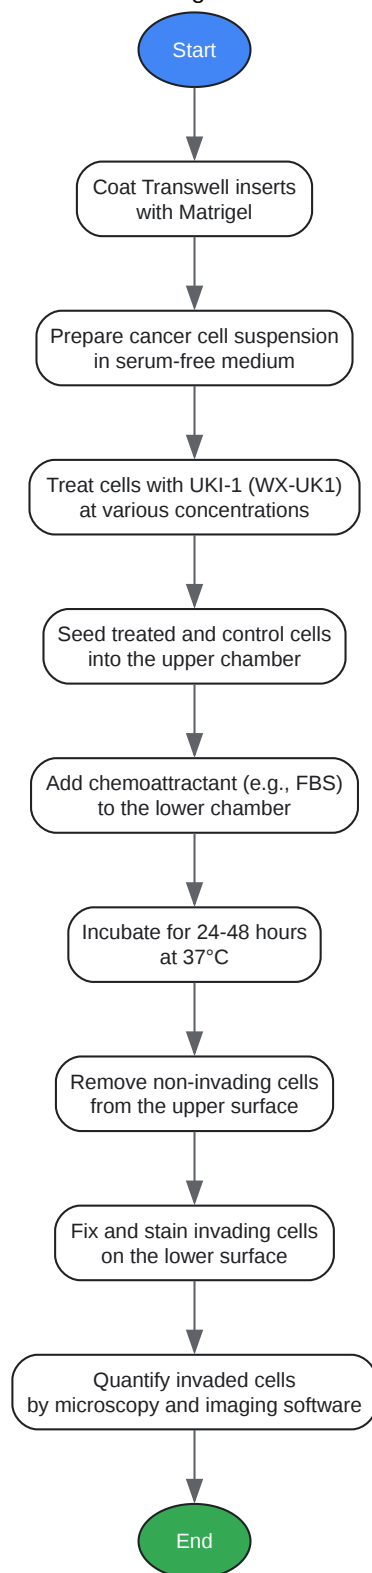 Start
Coat Transwell inserts
with Matrigel
Prepare cancer cell suspension
in serum-free medium
Treat cells with UKI-1 (WX-UK1)
at various concentrations
Seed treated and control cells
into the upper chamber
Add chemoattractant (e.g., FBS)
to the lower chamber
Incubate for 24-48 hours
at 37°C
Remove non-invading cells
from the upper surface
Fix and stain invading cells
on the lower surface
Quantify invaded cells
by microscopy and imaging software
End